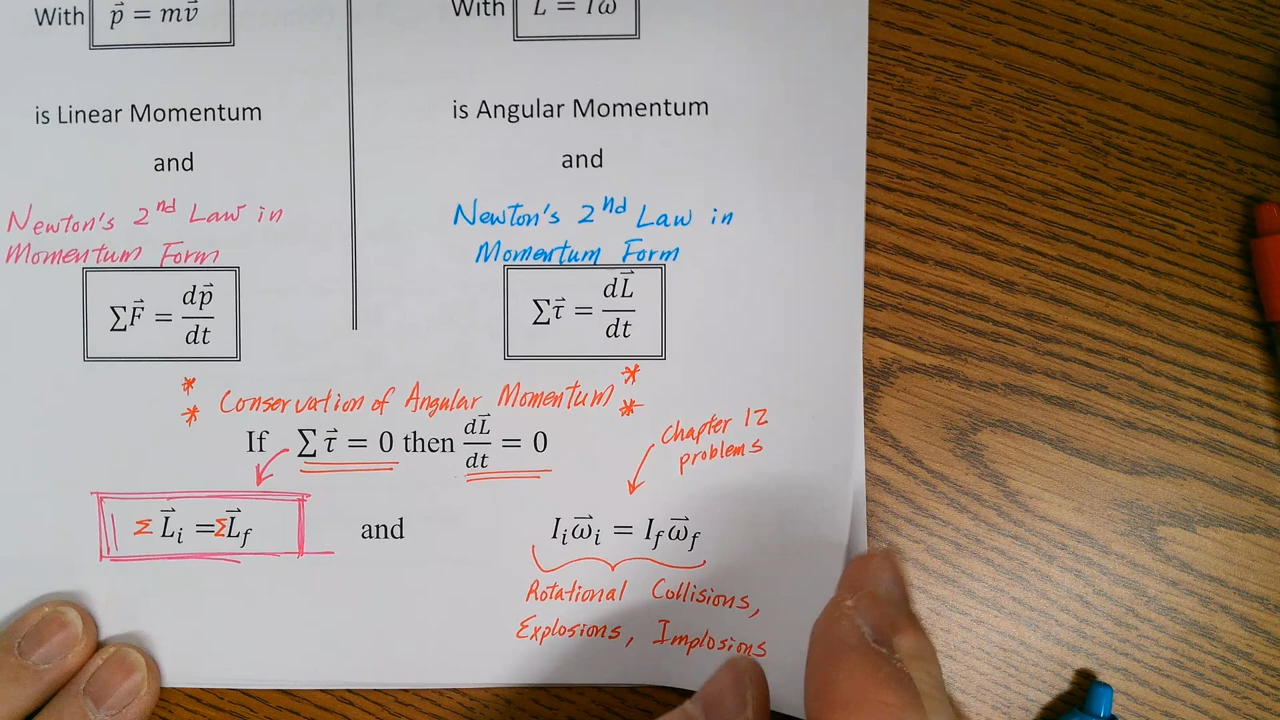 With p⃗ = mv⃗
is Linear Momentum
and
Newton's 2nd Law in
Momentum Form
∑F⃗ = dp⃗/dt
With L⃗ = Iω⃗
is Angular Momentum
and
Newton's 2nd Law in
Momentum Form
∑τ⃗ = dL⃗/dt
** Conservation of Angular Momentum **
If ∑τ⃗ = 0 then dL⃗/dt = 0
Chapter 12
problems
Σ L⃗i = Σ L⃗f and Iiω⃗i = Ifω⃗f
Rotational Collisions,
Explosions, Implosions